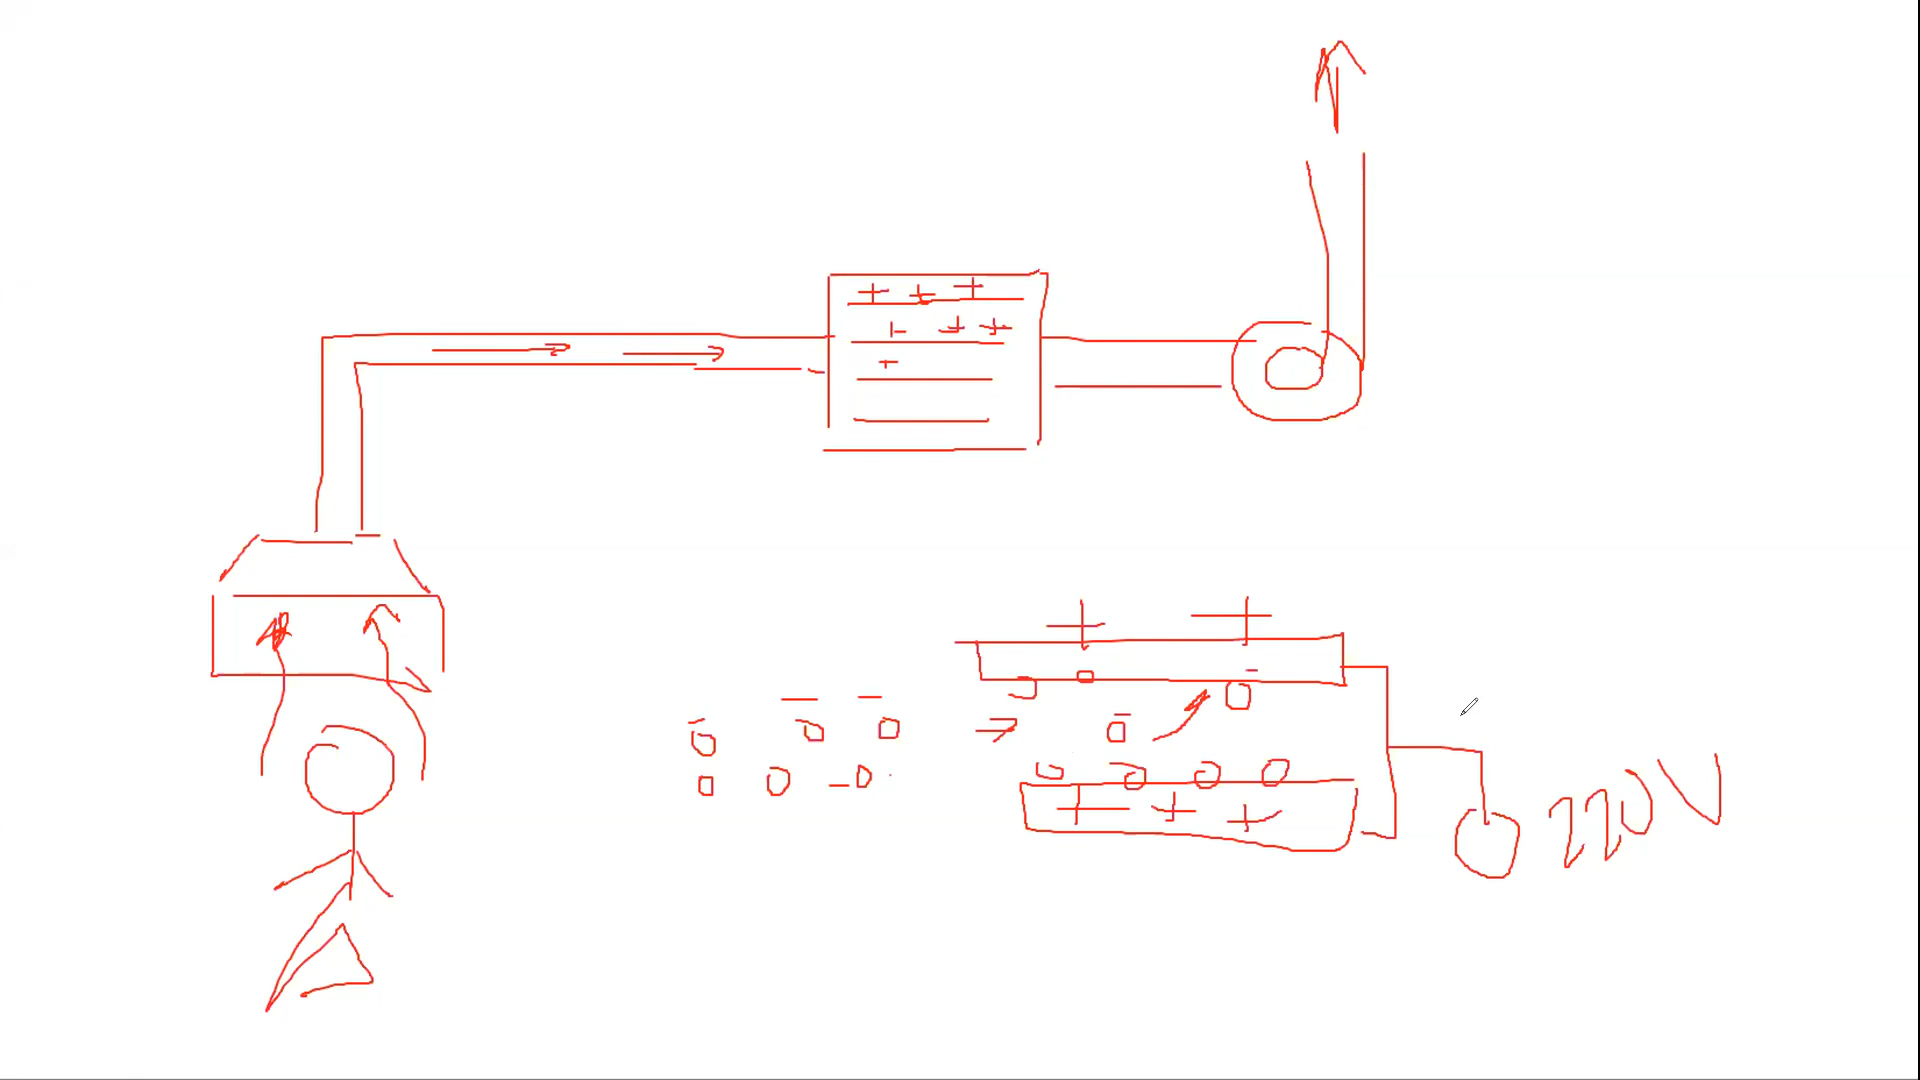 + + +
+ + +
+
+ +
- - - - -
- + + +
220V